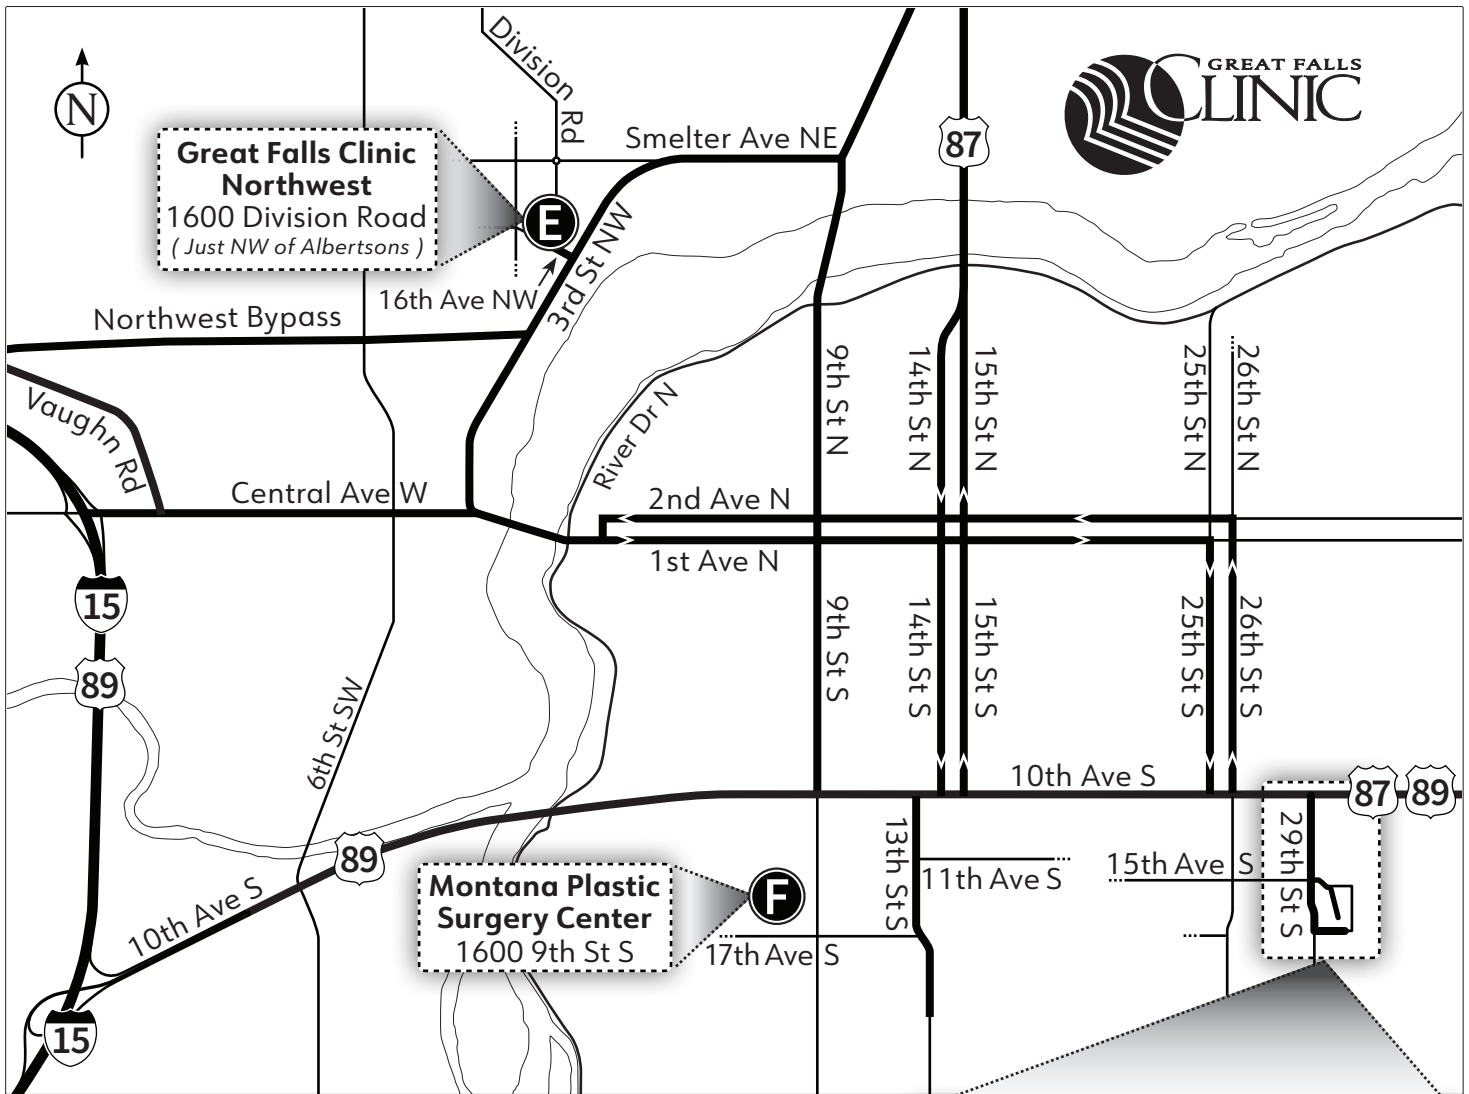 Division
Rd
GREAT FALLS
CLINIC
N
Smelter Ave NE
87
Great Falls Clinic
Northwest
1600 Division Road
( Just NW of Albertsons )
E
3rd St NW
16th Ave NW
Northwest Bypass
Vaughn Rd
River Dr N
9th St N
14th St N
15th St N
25th St N
26th St N
Central Ave W
2nd Ave N
1st Ave N
15
89
6th St SW
9th St S
14th St S
15th St S
25th St S
26th St S
10th Ave S
87
89
89
10th Ave S
Montana Plastic
Surgery Center
1600 9th St S
F
13th St S
11th Ave S
15th Ave S
29th St S
17th Ave S
15